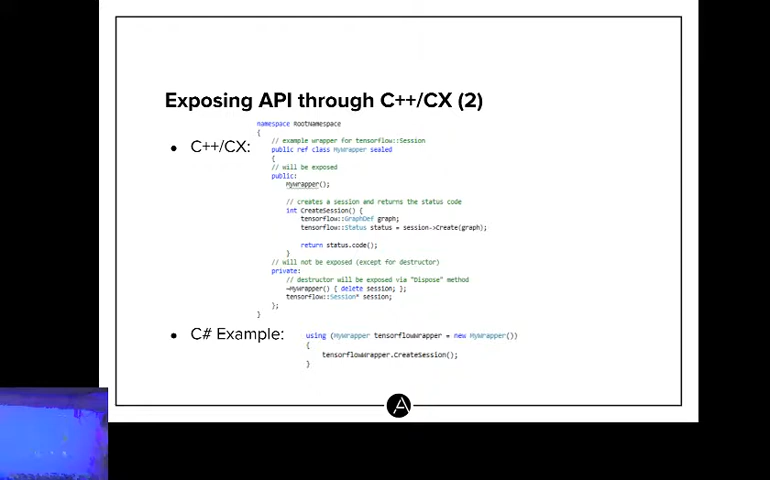 Exposing API through C++/CX (2)
• C++/CX:
namespace RootNamespace
{
// example wrapper for tensorflow::Session
public ref class MyWrapper sealed
{
// will be exposed
public:
MyWrapper();
// creates a session and returns the status code
int CreateSession() {
tensorflow::GraphDef graph;
tensorflow::Status status = session->Create(graph);
return status.code();
}
// will not be exposed (except for destructor)
private:
// destructor will be exposed via "Dispose" method
~MyWrapper() { delete session; };
tensorflow::Session* session;
};
}
• C# Example:
using (MyWrapper tensorflowWrapper = new MyWrapper())
{
tensorflowWrapper.CreateSession();
}